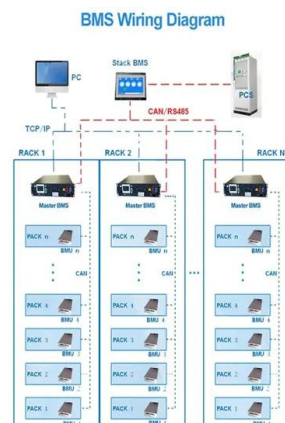 BMS Wiring Diagram
Stack BMS
PC
PCS
CAN/RS485
TCP/IP
RACK 1
RACK 2
RACK N
Master BMS
Master BMS
Master BMS
PACK n
PACK n
PACK n
BMU n
BMU n
BMU n
CAN
CAN
CAN
PACK 4
PACK 4
PACK 4
BMU 4
BMU 4
BMU 4
PACK 3
PACK 3
PACK 3
BMU 3
BMU 3
BMU 3
PACK 2
PACK 2
PACK 2
BMU 2
BMU 2
BMU 2
PACK 1
PACK 1
PACK 1